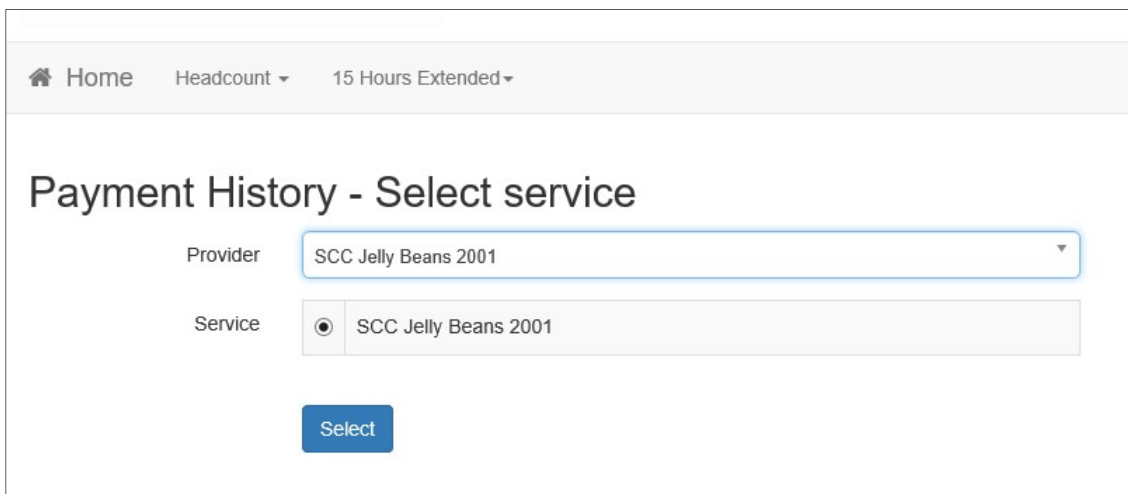 Home Headcount 15 Hours Extended
Payment History - Select service
Provider SCC Jelly Beans 2001
Service SCC Jelly Beans 2001
Select